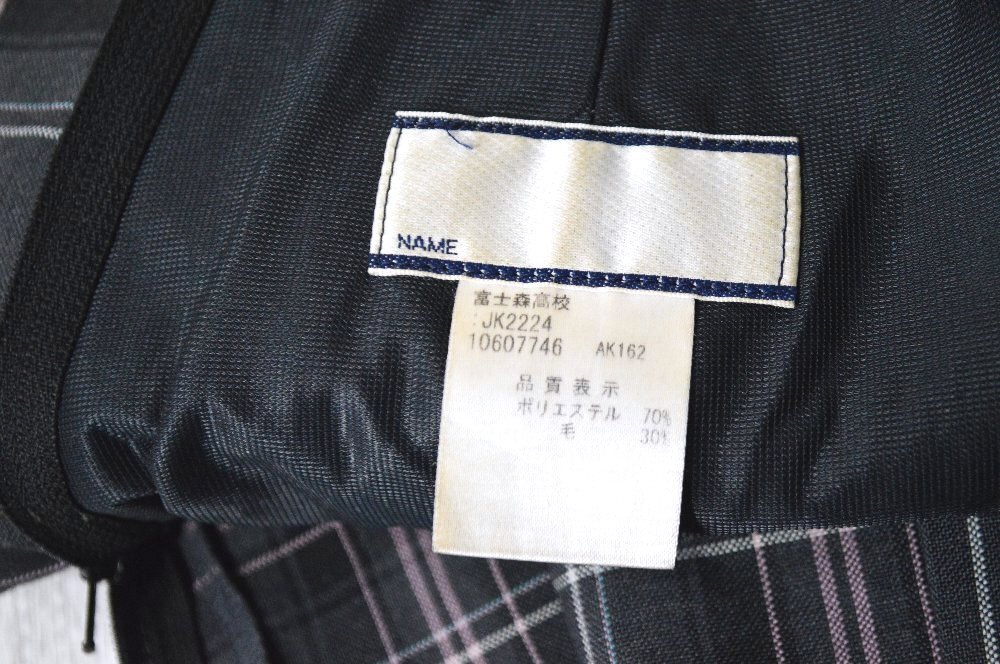 NAME
富士森高校
:JK2224
10607746 AK162
品質表示
ポリエステル 70%
毛 30%